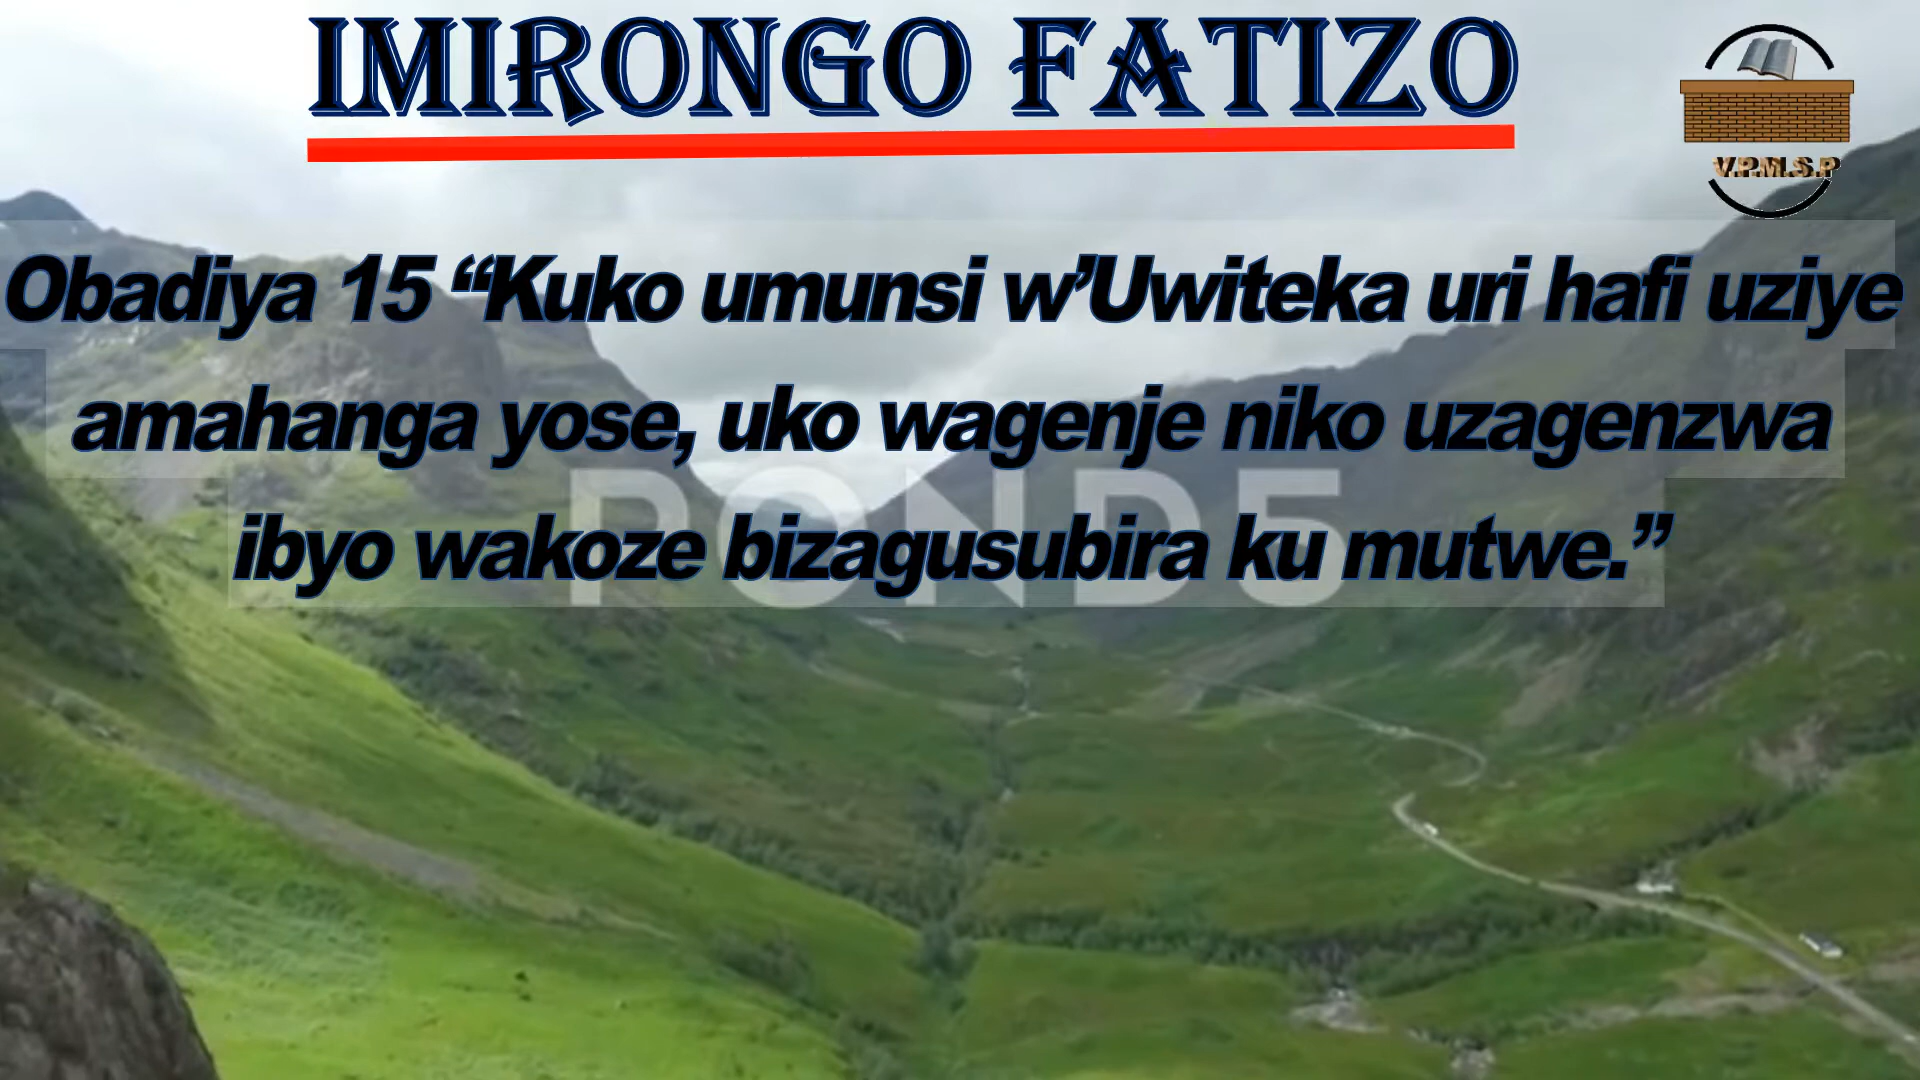 IMIRONGO FATIZO
V.P.M.S.P
Obadiya 15 “Kuko umunsi w’Uwiteka uri hafi uziye
amahanga yose, uko wagenje niko uzagenzwa
ibyo wakoze bizagusubira ku mutwe.”
POND5